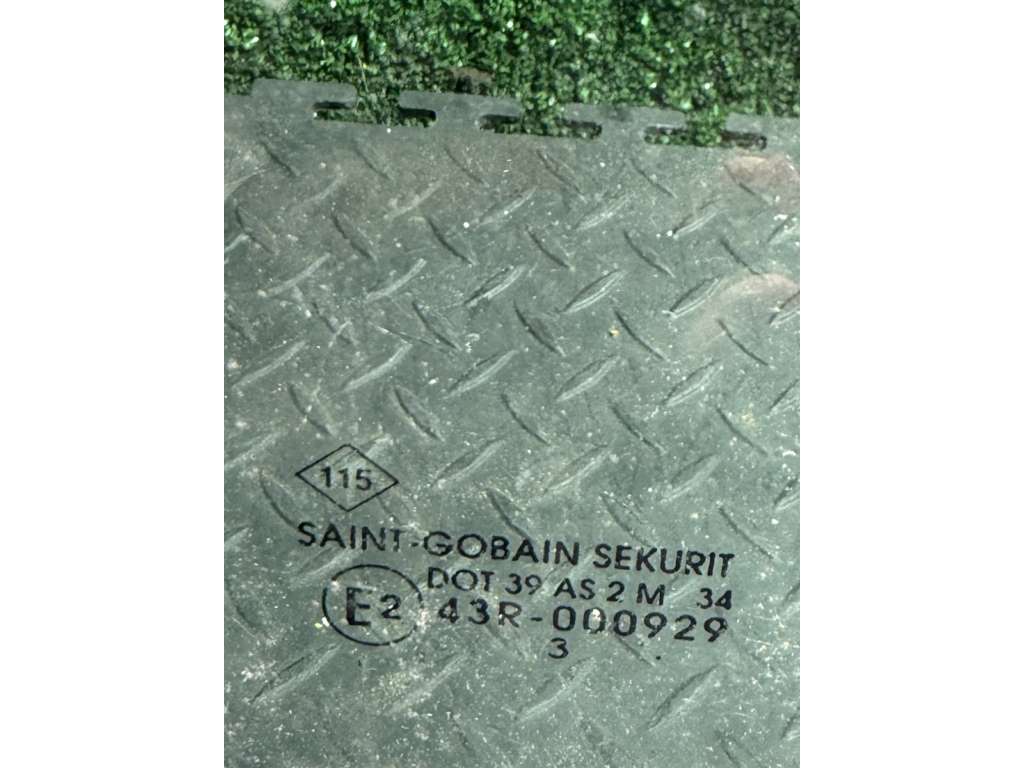 115
SAINT-GOBAIN SEKURIT
DOT 39 AS 2 M 34
E2 43R-000929
3 .